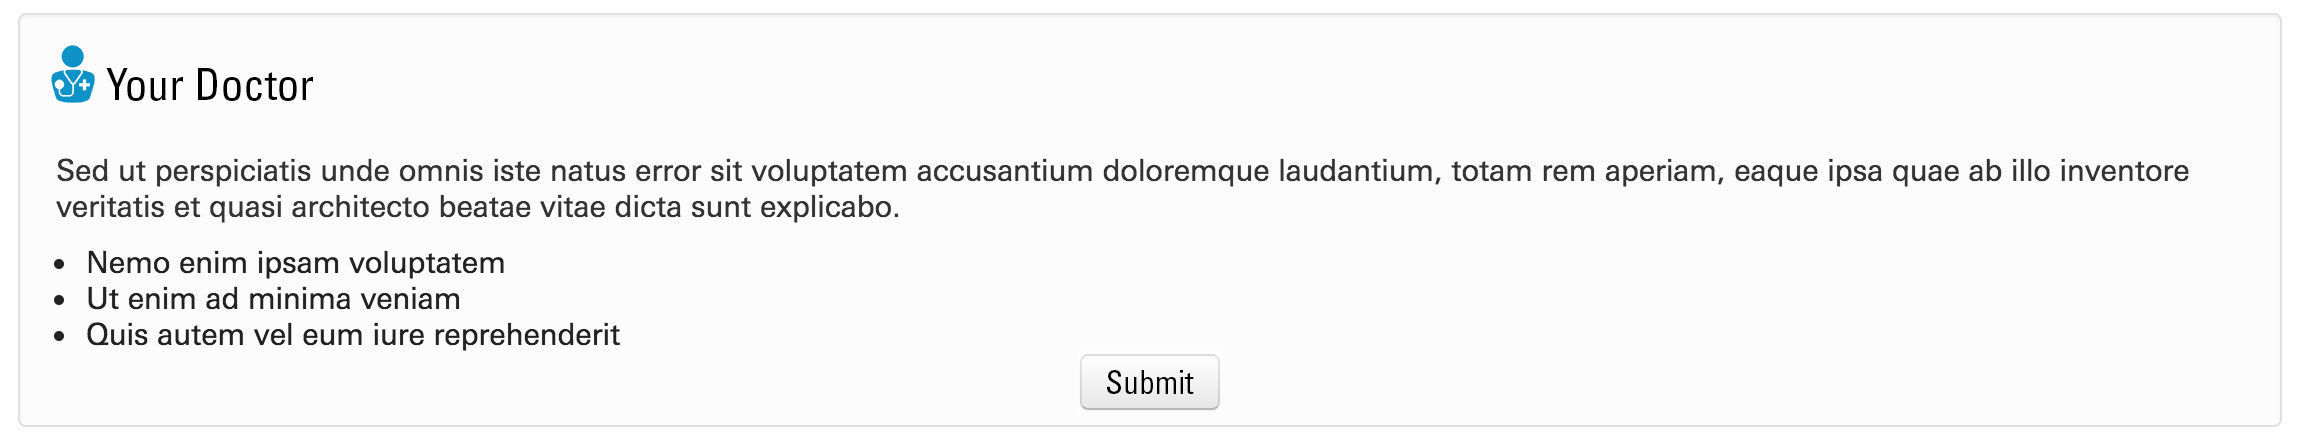 Your Doctor
Sed ut perspiciatis unde omnis iste natus error sit voluptatem accusantium doloremque laudantium, totam rem aperiam, eaque ipsa quae ab illo inventore
veritatis et quasi architecto beatae vitae dicta sunt explicabo.
• Nemo enim ipsam voluptatem
• Ut enim ad minima veniam
• Quis autem vel eum iure reprehenderit
Submit